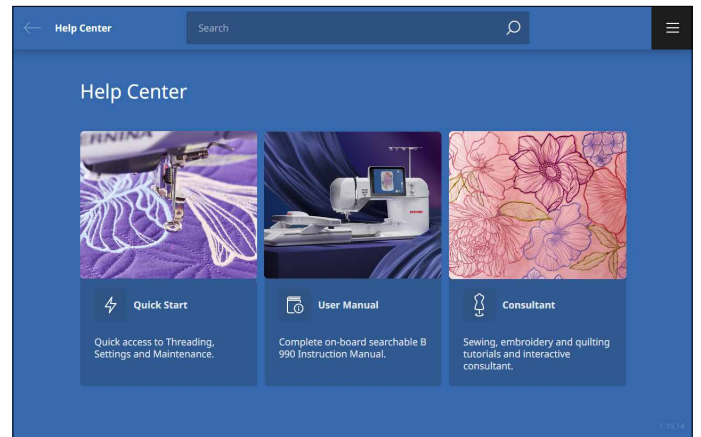 Help Center
Search
Help Center
BERNINA
Quick Start
User Manual
Consultant
Quick access to Threading,
Settings and Maintenance.
Complete on-board searchable B
990 Instruction Manual.
Sewing, embroidery and quilting
tutorials and interactive
consultant.
1.19.14